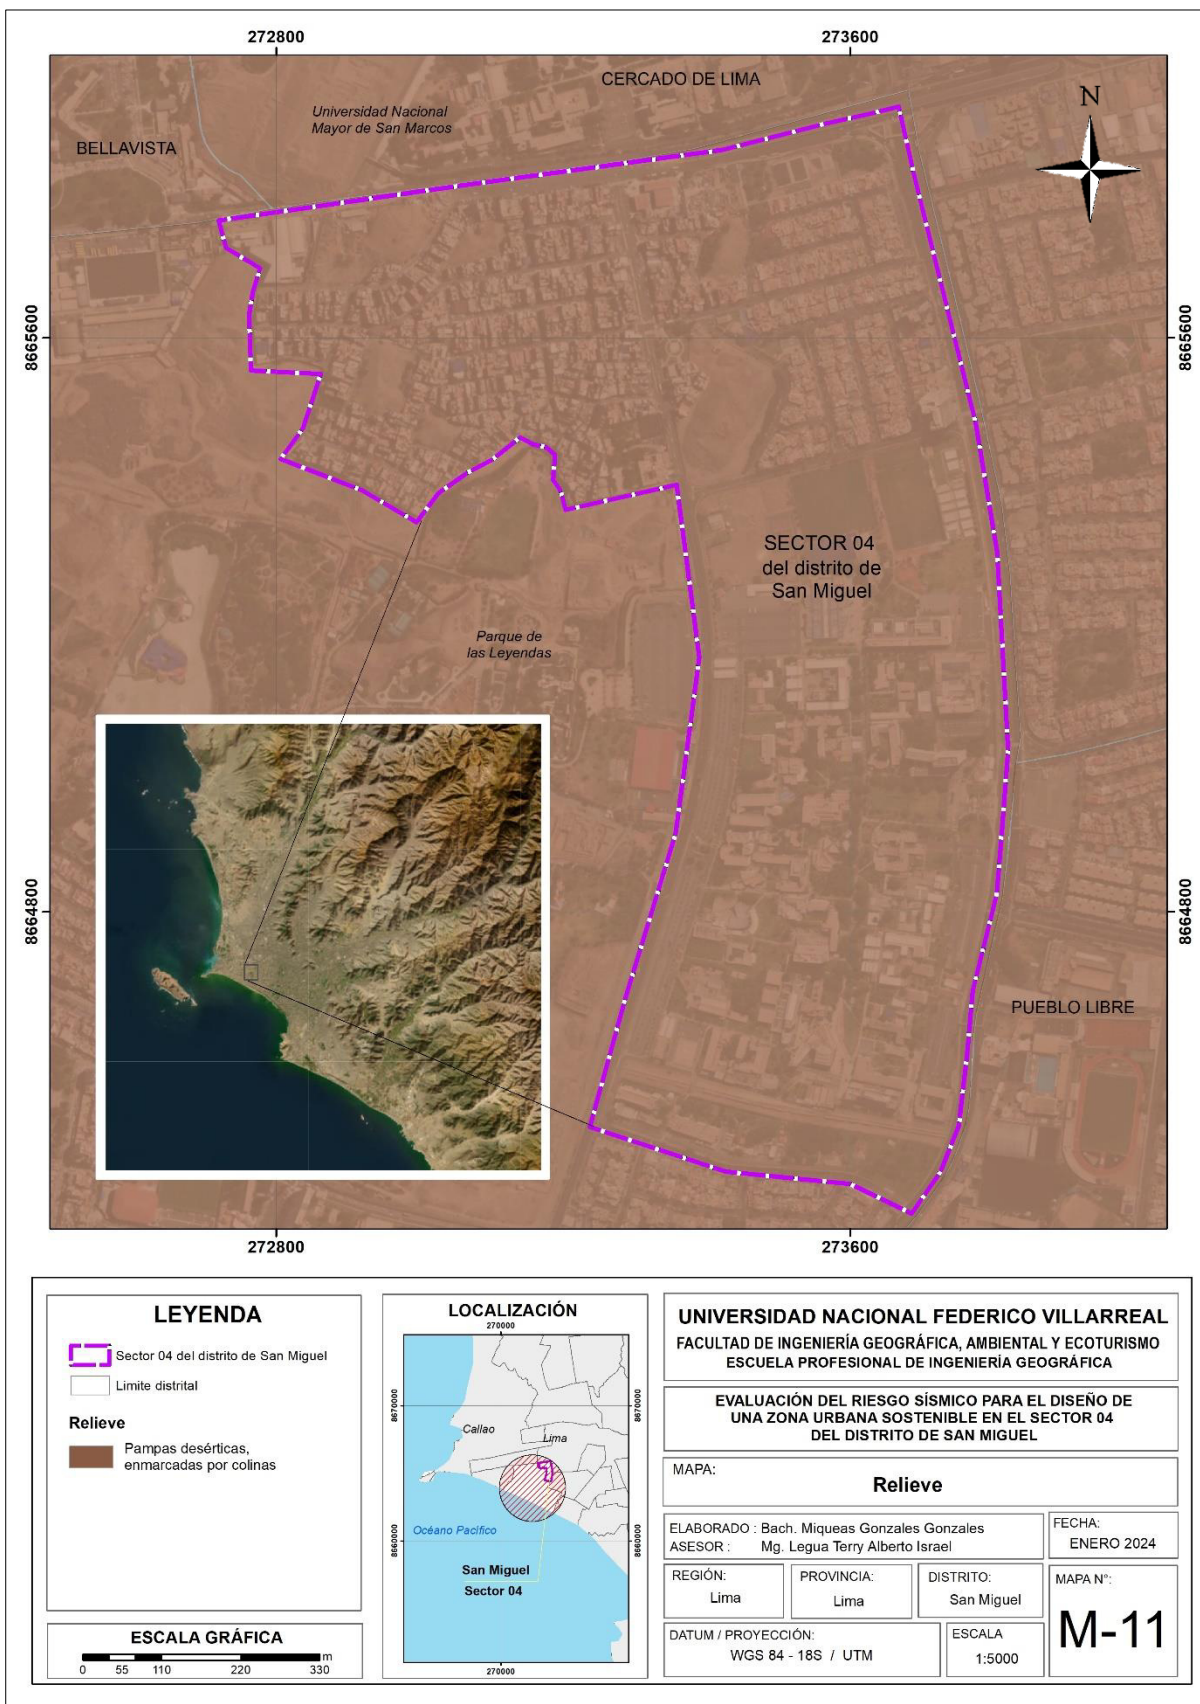 272800
273600
CERCADO DE LIMA
Universidad Nacional
Mayor de San Marcos
N
BELLAVISTA
8665600
8665600
SECTOR 04
del distrito de
San Miguel
Parque de
las Leyendas
8664800
8664800
PUEBLO LIBRE
272800
273600
LEYENDA
Sector 04 del distrito de San Miguel
Limite distrital
Relieve
Pampas desérticas,
enmarcadas por colinas
ESCALA GRÁFICA
m
0 55 110 220 330
LOCALIZACIÓN
270000
8670000
8670000
Callao
Lima
Océano Pacífico
8660000
8660000
San Miguel
Sector 04
270000
UNIVERSIDAD NACIONAL FEDERICO VILLARREAL
FACULTAD DE INGENIERÍA GEOGRÁFICA, AMBIENTAL Y ECOTURISMO
ESCUELA PROFESIONAL DE INGENIERÍA GEOGRÁFICA
EVALUACIÓN DEL RIESGO SÍSMICO PARA EL DISEÑO DE
UNA ZONA URBANA SOSTENIBLE EN EL SECTOR 04
DEL DISTRITO DE SAN MIGUEL
MAPA:
Relieve
ELABORADO : Bach. Miqueas Gonzales Gonzales
ASESOR : Mg. Legua Terry Alberto Israel
FECHA:
ENERO 2024
REGIÓN:
Lima
PROVINCIA:
Lima
DISTRITO:
San Miguel
MAPA N°:
M-11
DATUM / PROYECCIÓN:
WGS 84 - 18S / UTM
ESCALA
1:5000